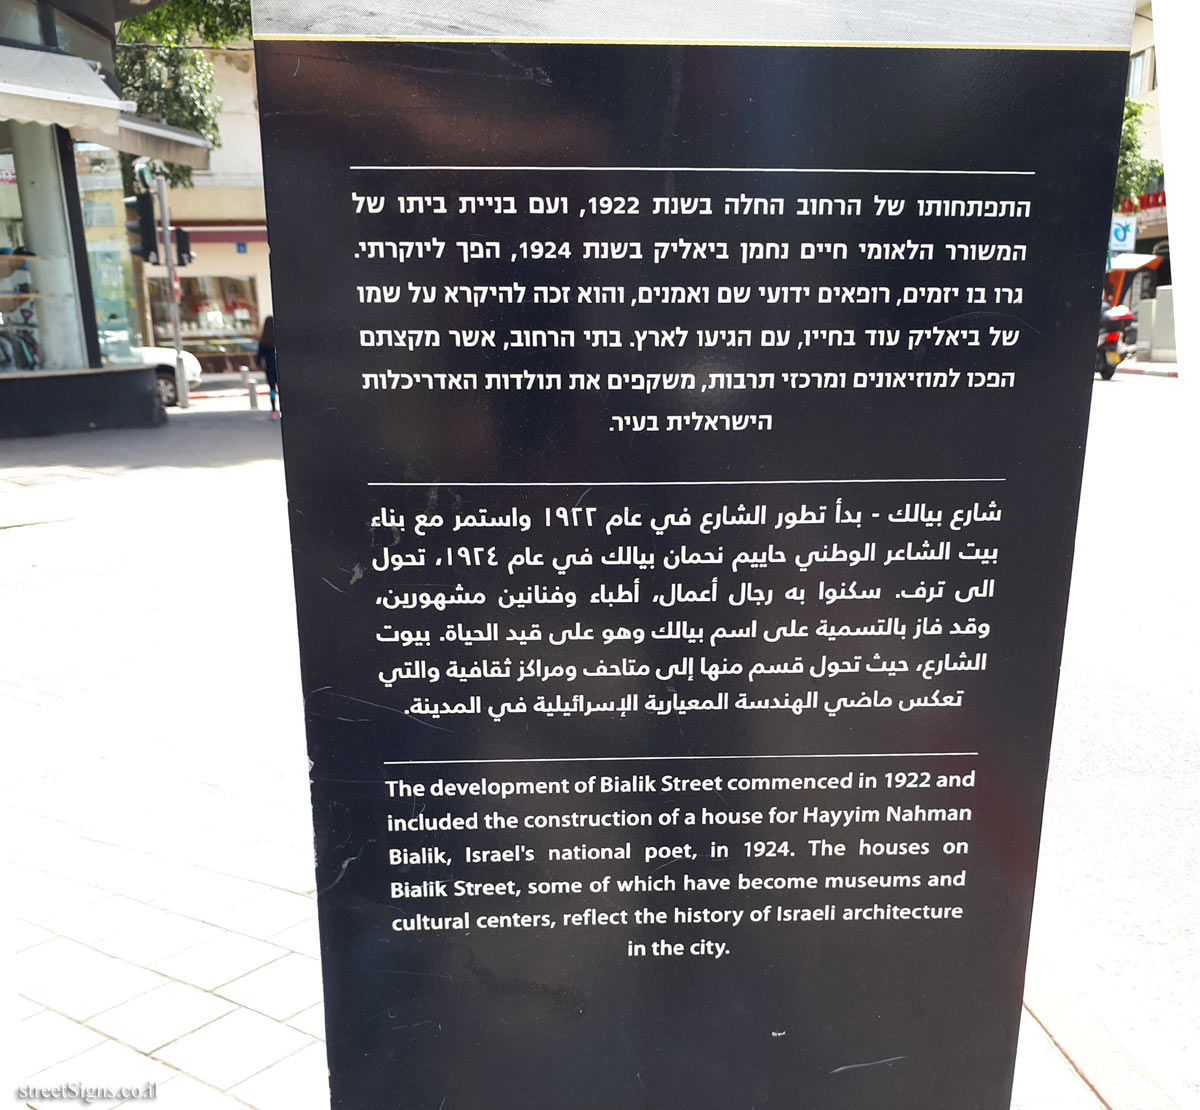 התפתחותו של הרחוב החלה בשנת 1922, ועם בניית ביתו של
המשורר הלאומי חיים נחמן ביאליק בשנת 1924, הפך ליוקרתי.
גרו בו יזמים, רופאים ידועי שם ואמנים, והוא זכה להיקרא על שמו
של ביאליק עוד בחייו, עם הגיעו לארץ. בתי הרחוב, אשר מקצתם
הפכו למוזיאונים ומרכזי תרבות, משקפים את תולדות האדריכלות
הישראלית בעיר.
شارع بيالك - بدأ تطور الشارع في عام ١٩٢٢ واستمر مع بناء
بيت الشاعر الوطني حاييم نحمان بيالك في عام ١٩٢٤، تحول
الى ترف. سكنوا به رجال أعمال، أطباء وفنانين مشهورين،
وقد فاز بالتسمية على اسم بيالك وهو على قيد الحياة. بيوت
الشارع، حيث تحول قسم منها إلى متاحف ومراكز ثقافية والتي
تعكس ماضي الهندسة المعيارية الإسرائيلية في المدينة.
The development of Bialik Street commenced in 1922 and
included the construction of a house for Hayyim Nahman
Bialik, Israel's national poet, in 1924. The houses on
Bialik Street, some of which have become museums and
cultural centers, reflect the history of Israeli architecture
in the city.
streetSigns.co.il